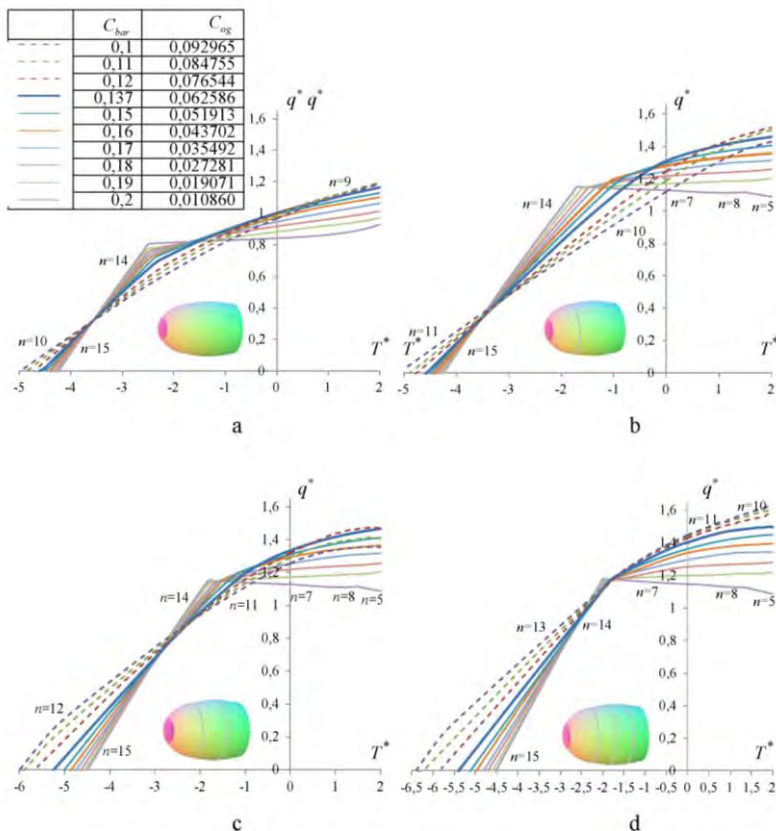 C_bar C_og
0,1 0,092965
0,11 0,084755
0,12 0,076544
0,137 0,062586
0,15 0,051913
0,16 0,043702
0,17 0,035492
0,18 0,027281
0,19 0,019071
0,2 0,010860
q* q*
1,6
1,4
1,2
1
0,8
0,6
0,4
0,2
0
n=9
n=14
n=10
n=15
T*
-5 -4 -3 -2 -1 0 1 2
a
q*
1,6
1,4
1,2
1
0,8
0,6
0,4
0,2
0
n=14
n=7
n=8
n=5
n=10
n=11
n=15
T*
T*
-5 -4 -3 -2 -1 0 1 2
b
q*
1,6
1,4
1,2
1
0,8
0,6
0,4
0,2
0
n=14
n=11
n=7
n=8
n=5
n=12
n=15
T*
-6 -5 -4 -3 -2 -1 0 1 2
c
q*
1,6
1,4
1,2
1
0,8
0,6
0,4
0,2
0
n=10
n=11
n=7
n=8
n=5
n=13
n=14
n=15
T*
-6,5 -6 -5,5 -5 -4,5 -4 -3,5 -3 -2,5 -2 -1,5 -1 -0,5 0 0,5 1 1,5 2
d